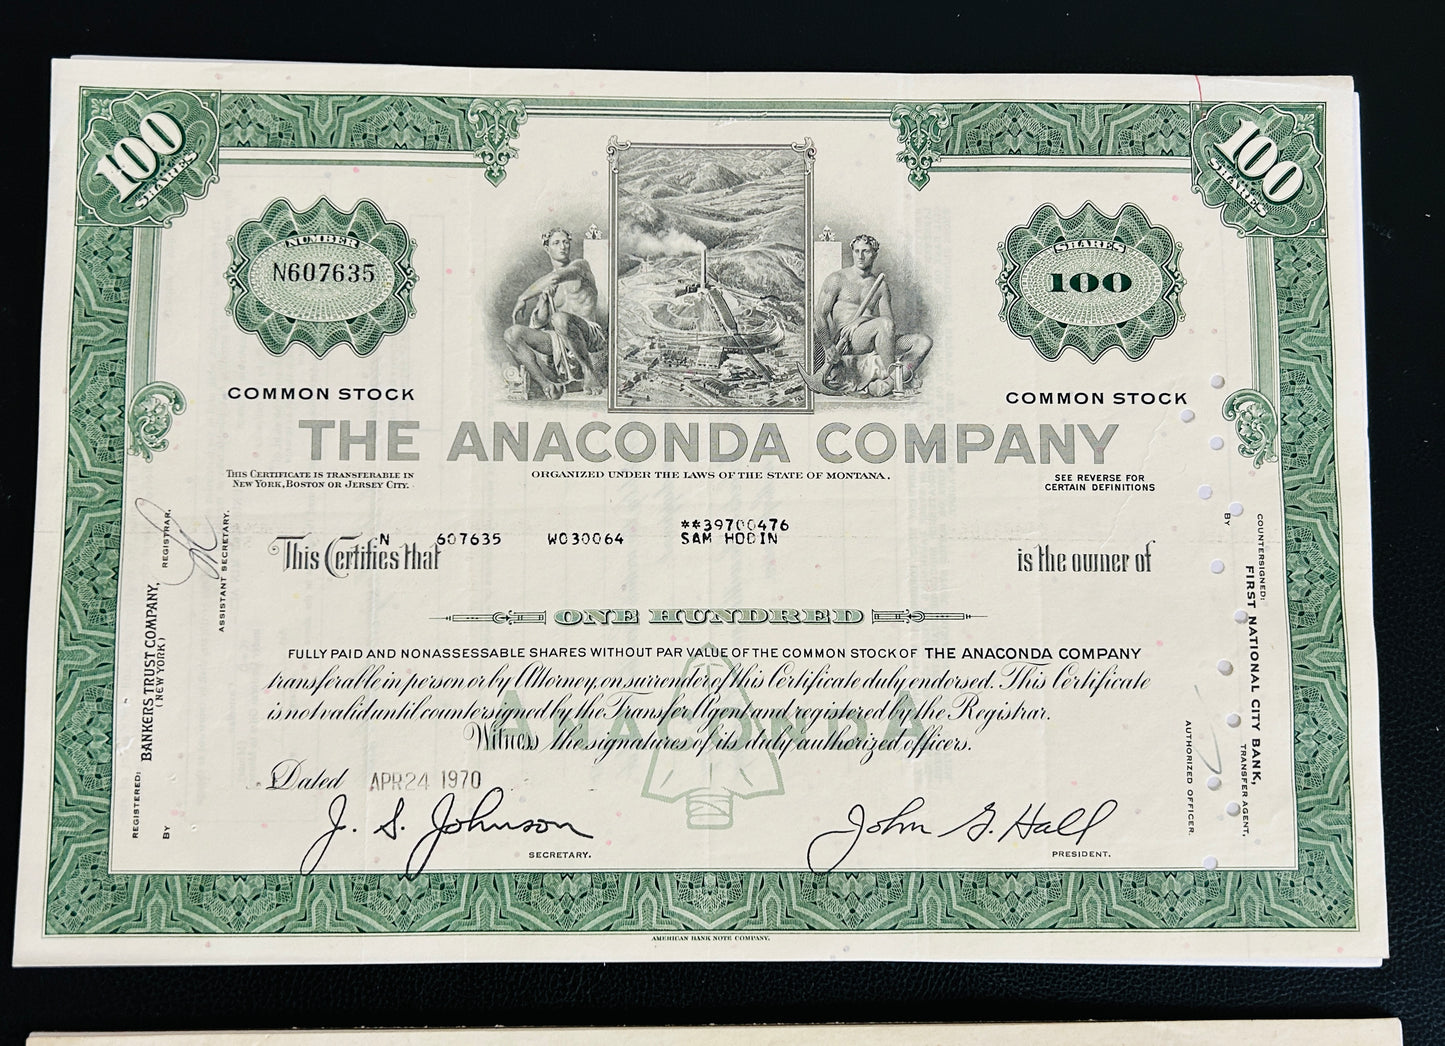 100
SHARES
100
SHARES
NUMBER
N607635
SHARES
100
COMMON STOCK
COMMON STOCK
THE ANACONDA COMPANY
THIS CERTIFICATE IS TRANSFERABLE IN
NEW YORK, BOSTON OR JERSEY CITY.
ORGANIZED UNDER THE LAWS OF THE STATE OF MONTANA.
SEE REVERSE FOR
CERTAIN DEFINITIONS
**39700476
N 607635 W030064 SAM HODIN
This Certifies that is the owner of
ONE HUNDRED
FULLY PAID AND NONASSESSABLE SHARES WITHOUT PAR VALUE OF THE COMMON STOCK OF THE ANACONDA COMPANY
transferable in person or by Attorney, on surrender of this Certificate duly endorsed. This Certificate
is not valid until countersigned by the Transfer Agent and registered by the Registrar.
Witness the signatures of its duly authorized officers.
ANACONDA
Dated APR 24 1970
J. S. Johnson
SECRETARY.
John G. Hall
PRESIDENT.
REGISTERED:
BANKERS TRUST COMPANY,
(NEW YORK)
REGISTRAR,
BY
ASSISTANT SECRETARY.
COUNTERSIGNED:
FIRST NATIONAL CITY BANK,
TRANSFER AGENT,
BY
AUTHORIZED OFFICER.
AMERICAN BANK NOTE COMPANY.